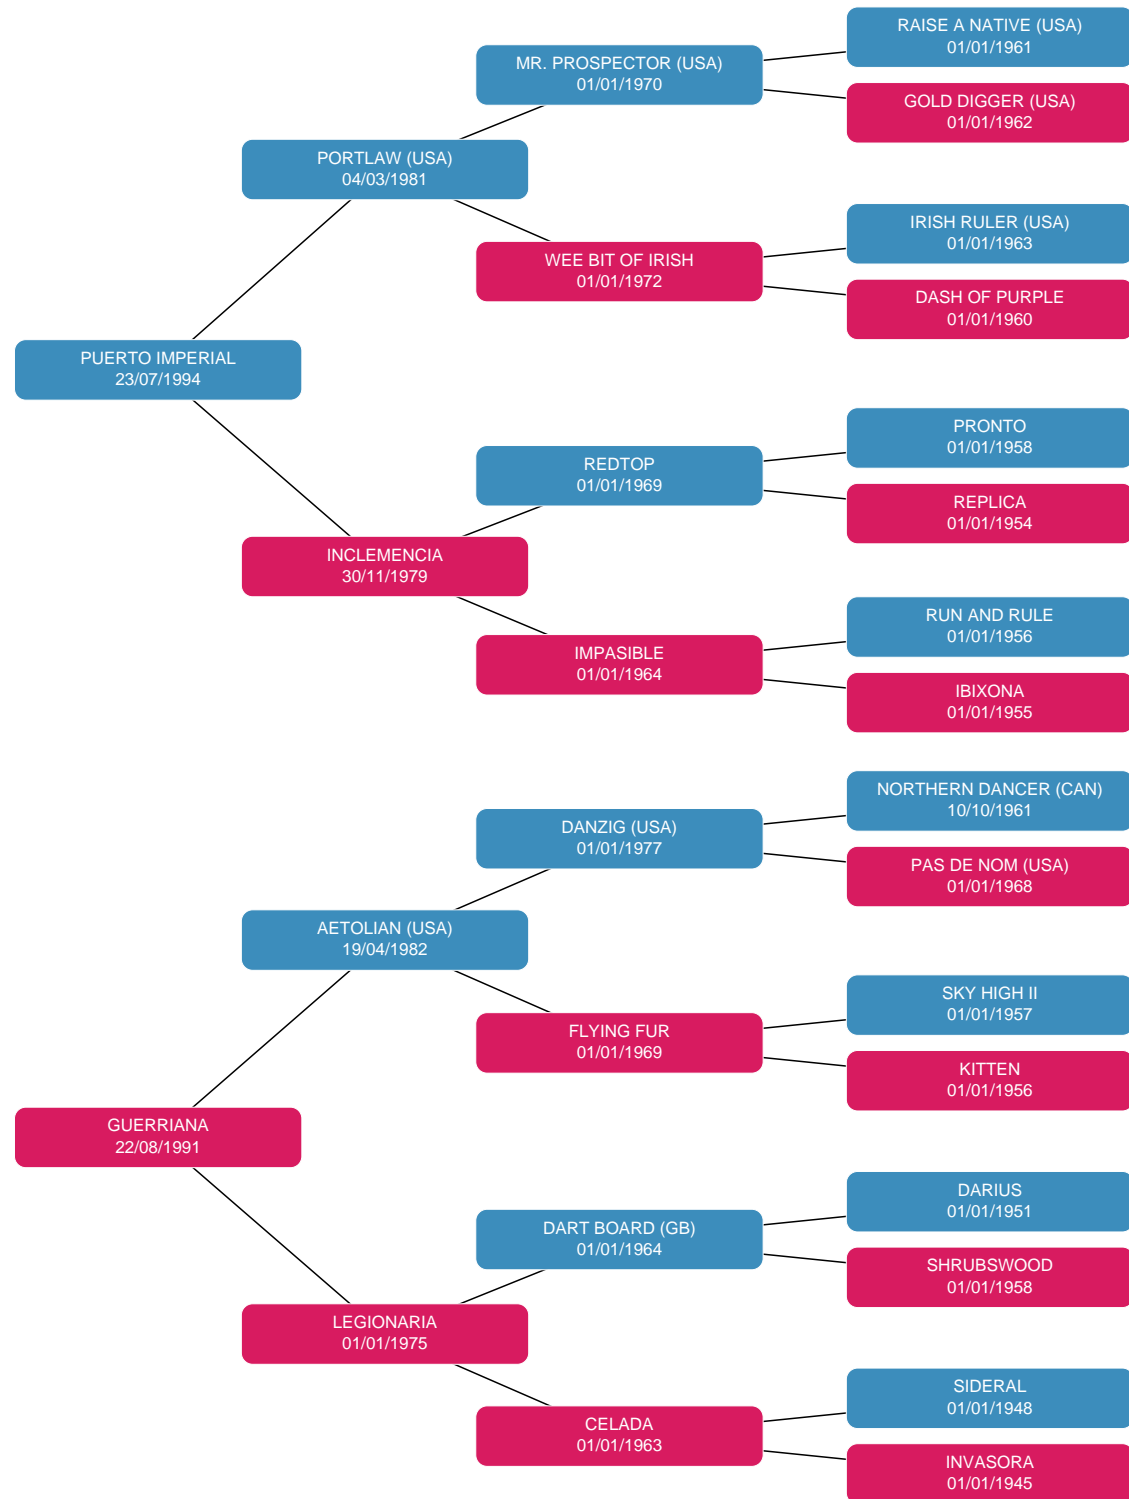 RAISE A NATIVE (USA)
01/01/1961
MR. PROSPECTOR (USA)
01/01/1970
GOLD DIGGER (USA)
01/01/1962
PORTLAW (USA)
04/03/1981
IRISH RULER (USA)
01/01/1963
WEE BIT OF IRISH
01/01/1972
DASH OF PURPLE
01/01/1960
PUERTO IMPERIAL
23/07/1994
PRONTO
01/01/1958
REDTOP
01/01/1969
REPLICA
01/01/1954
INCLEMENCIA
30/11/1979
RUN AND RULE
01/01/1956
IMPASIBLE
01/01/1964
IBIXONA
01/01/1955
NORTHERN DANCER (CAN)
10/10/1961
DANZIG (USA)
01/01/1977
PAS DE NOM (USA)
01/01/1968
AETOLIAN (USA)
19/04/1982
SKY HIGH II
01/01/1957
FLYING FUR
01/01/1969
KITTEN
01/01/1956
GUERRIANA
22/08/1991
DARIUS
01/01/1951
DART BOARD (GB)
01/01/1964
SHRUBSWOOD
01/01/1958
LEGIONARIA
01/01/1975
SIDERAL
01/01/1948
CELADA
01/01/1963
INVASORA
01/01/1945